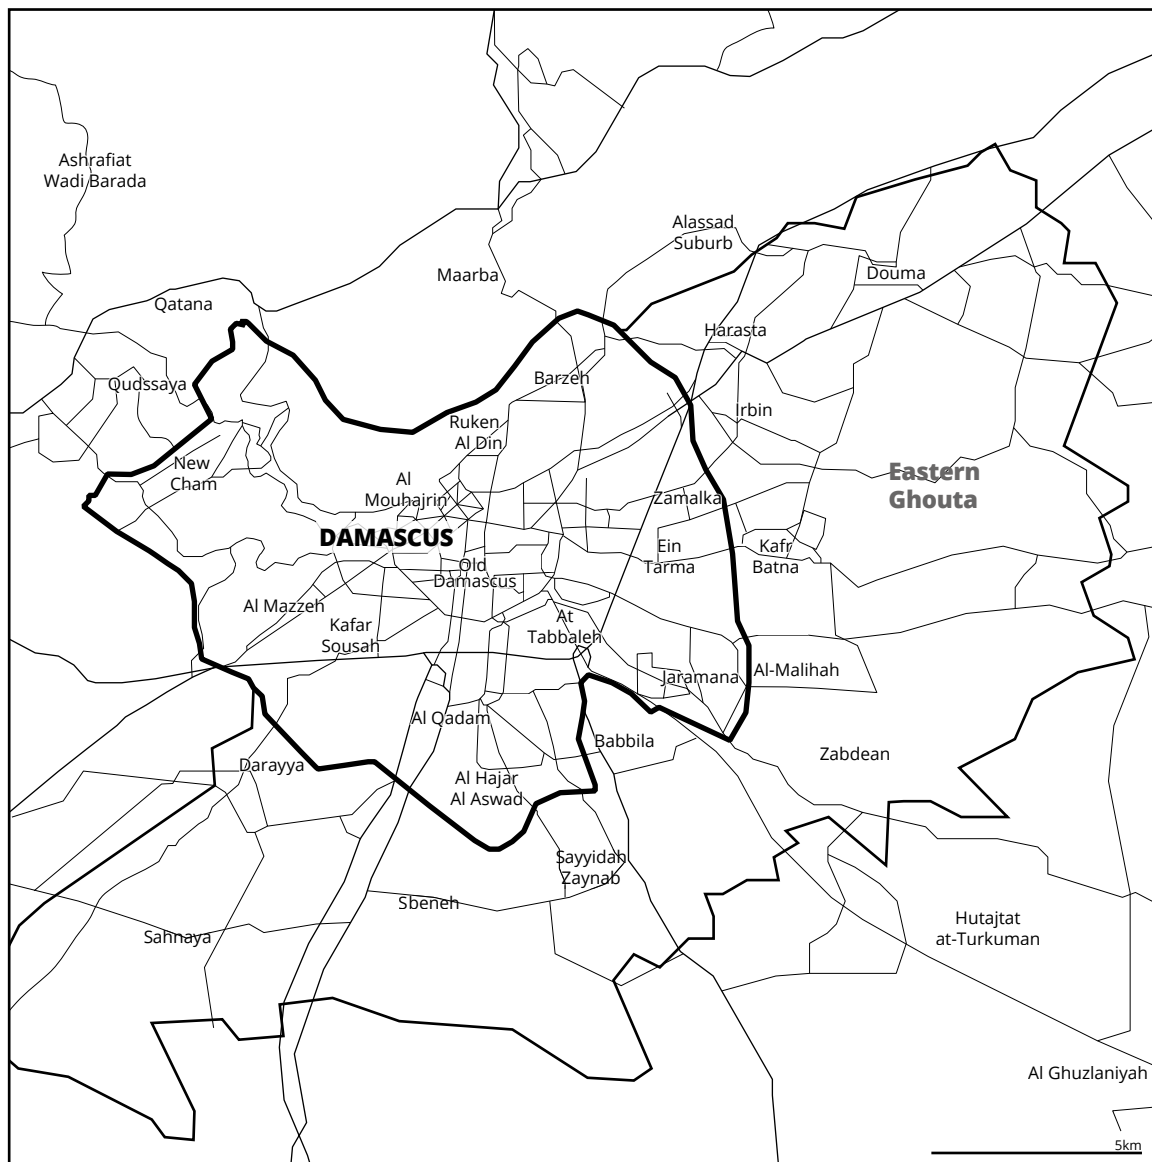 Ashrafiat
Wadi Barada
Alassad
Suburb
Maarba
Douma
Qatana
Harasta
Qudssaya
Barzeh
Irbin
Ruken
Al Din
New
Cham
Al
Mouhajrin
Eastern
Ghouta
Zamalka
DAMASCUS
Ein
Tarma
Kafr
Batna
Old
Damascus
Al Mazzeh
Kafar
Sousah
At
Tabbaleh
Jaramana
Al-Malihah
Al Qadam
Babbila
Zabdean
Darayya
Al Hajar
Al Aswad
Sayyidah
Zaynab
Sbeneh
Sahnaya
Hutajtat
at-Turkuman
Al Ghuzlaniyah
5km